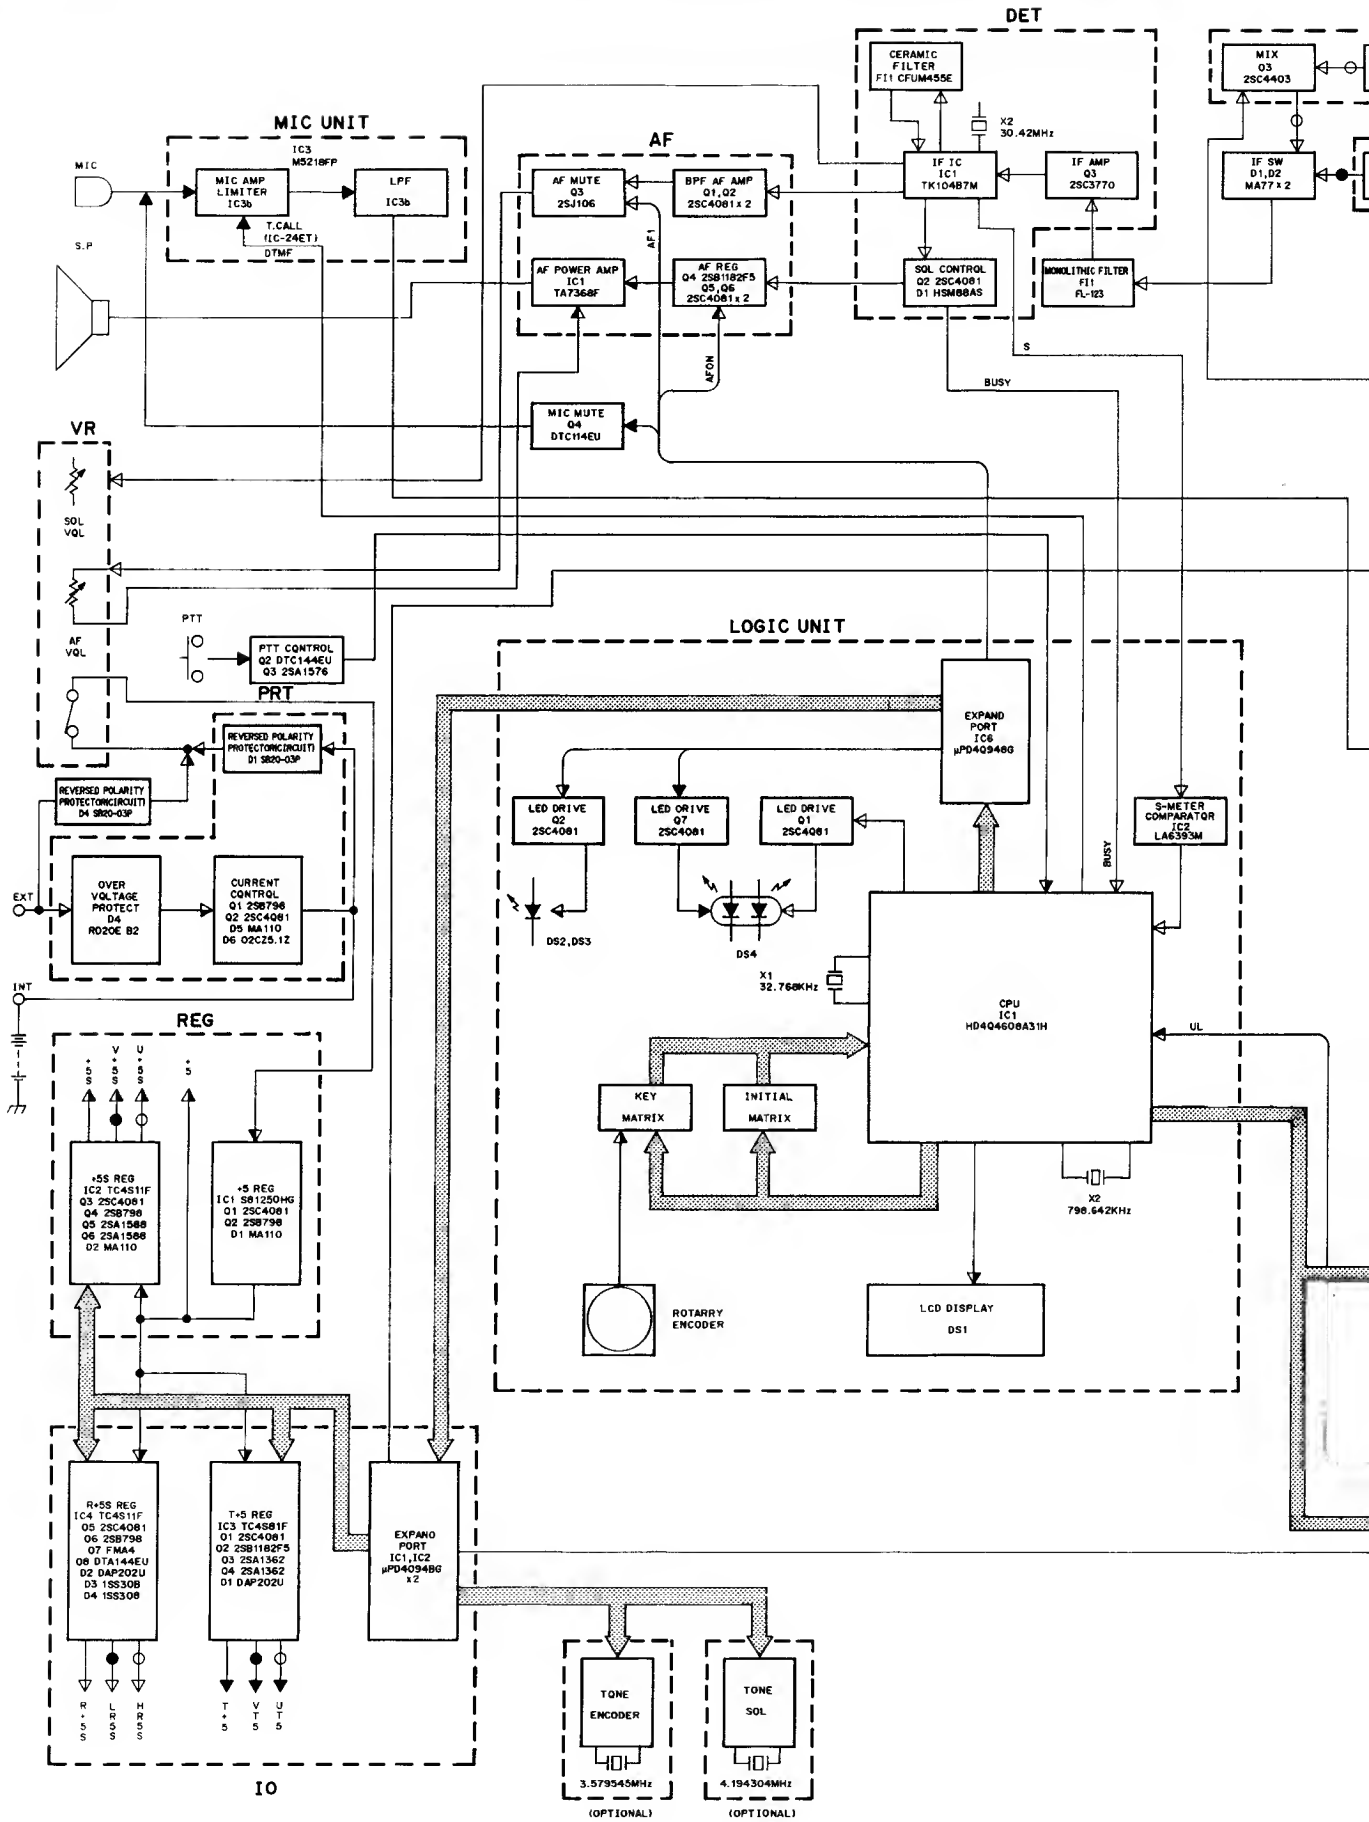 DET
CERAMIC
FILTER
FI1 CFUM455E
X2
30.42MHz
MIX
Q3
2SC4403
MIC UNIT
IC3
M5218FP
MIC
MIC AMP
LIMITER
IC3b
LPF
IC3b
T.CALL
(IC-24ET)
DTMF
S.P
AF
AF MUTE
Q3
2SJ106
BPF AF AMP
Q1,Q2
2SC4081×2
AF1
AF POWER AMP
IC1
TA7368F
AF REG
Q4 2SB1182F5
Q5,Q6
2SC4081×2
AFON
IF IC
IC1
TK10487M
IF AMP
Q3
2SC3770
IF SW
D1,D2
MA77×2
SQL CONTROL
Q2 2SC4081
D1 HSM88AS
MONOLITHIC FILTER
FI1
FL-123
S
BUSY
MIC MUTE
Q4
DTC114EU
VR
SQL
VOL
AF
VOL
PTT
PTT CONTROL
Q2 DTC144EU
Q3 2SA1576
PRT
REVERSED POLARITY
PROTECTOR(CIRCUIT)
D1 SB20-03P
REVERSED POLARITY
PROTECTOR(CIRCUIT)
D4 SB20-03P
EXT
OVER
VOLTAGE
PROTECT
D4
RD20E B2
CURRENT
CONTROL
Q1 2SB798
Q2 2SC4081
D5 MA110
D6 02CZ5.1Z
INT
LOGIC UNIT
EXPAND
PORT
IC6
μPD4094BG
LED DRIVE
Q2
2SC4081
LED DRIVE
Q7
2SC4081
LED DRIVE
Q1
2SC4081
S-METER
COMPARATOR
IC2
LA6393M
BUSY
DS2,DS3
DS4
X1
32.768KHz
CPU
IC1
HD404608A31H
UL
KEY
MATRIX
INITIAL
MATRIX
X2
798.642KHz
ROTARRY
ENCODER
LCD DISPLAY
DS1
REG
+5S
V+5S
U+5S
+5
+5S REG
IC2 TC4S11F
Q3 2SC4081
Q4 2SB798
Q5 2SA1588
Q6 2SA1588
D2 MA110
+5 REG
IC1 S81250HG
Q1 2SC4081
Q2 2SB798
D1 MA110
R+5S REG
IC4 TC4S11F
Q5 2SC4081
Q6 2SB798
Q7 FMA4
Q8 DTA144EU
D2 DAP202U
D3 1SS308
D4 1SS308
T+5 REG
IC3 TC4S81F
Q1 2SC4081
Q2 2SB1182F5
Q3 2SA1362
Q4 2SA1362
D1 DAP202U
EXPAND
PORT
IC1,IC2
μPD4094BG
×2
R+5S
LR5S
HR5S
T+5
VT5
UT5
IO
TONE
ENCODER
3.579545MHz
(OPTIONAL)
TONE
SQL
4.194304MHz
(OPTIONAL)